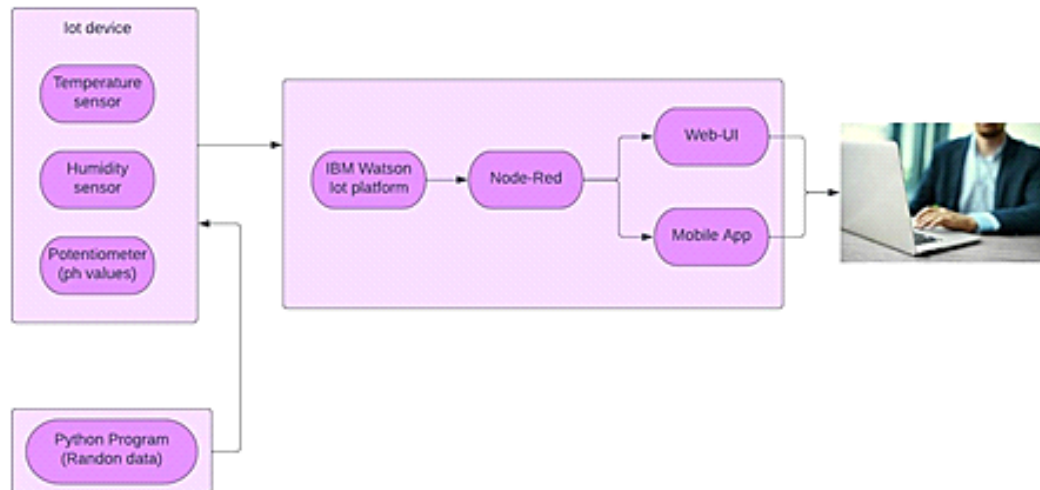 Iot device
Temperature
sensor
Humidity
sensor
Potentiometer
(ph values)
Python Program
(Randon data)
IBM Watson
Iot platform
Node-Red
Web-UI
Mobile App